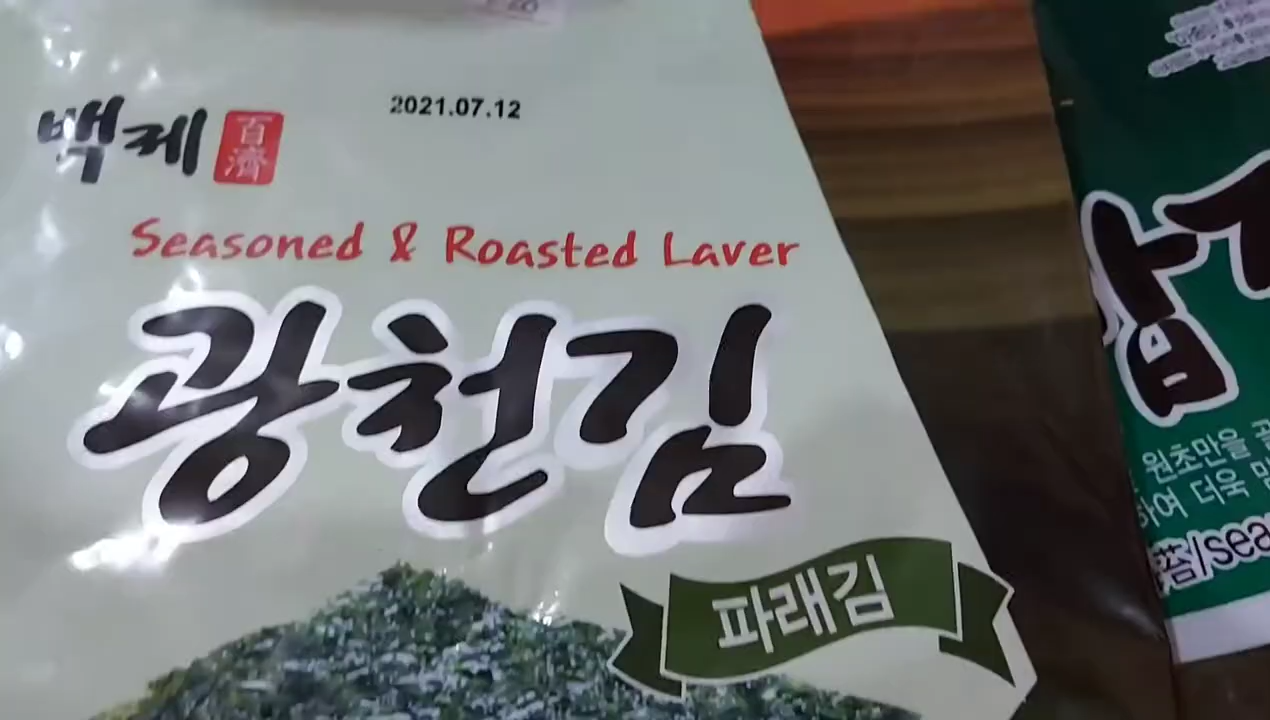 2021.07.12
백제 百濟
Seasoned & Roasted Laver
광천김
파래김
원초만을
하여 더욱
/sea